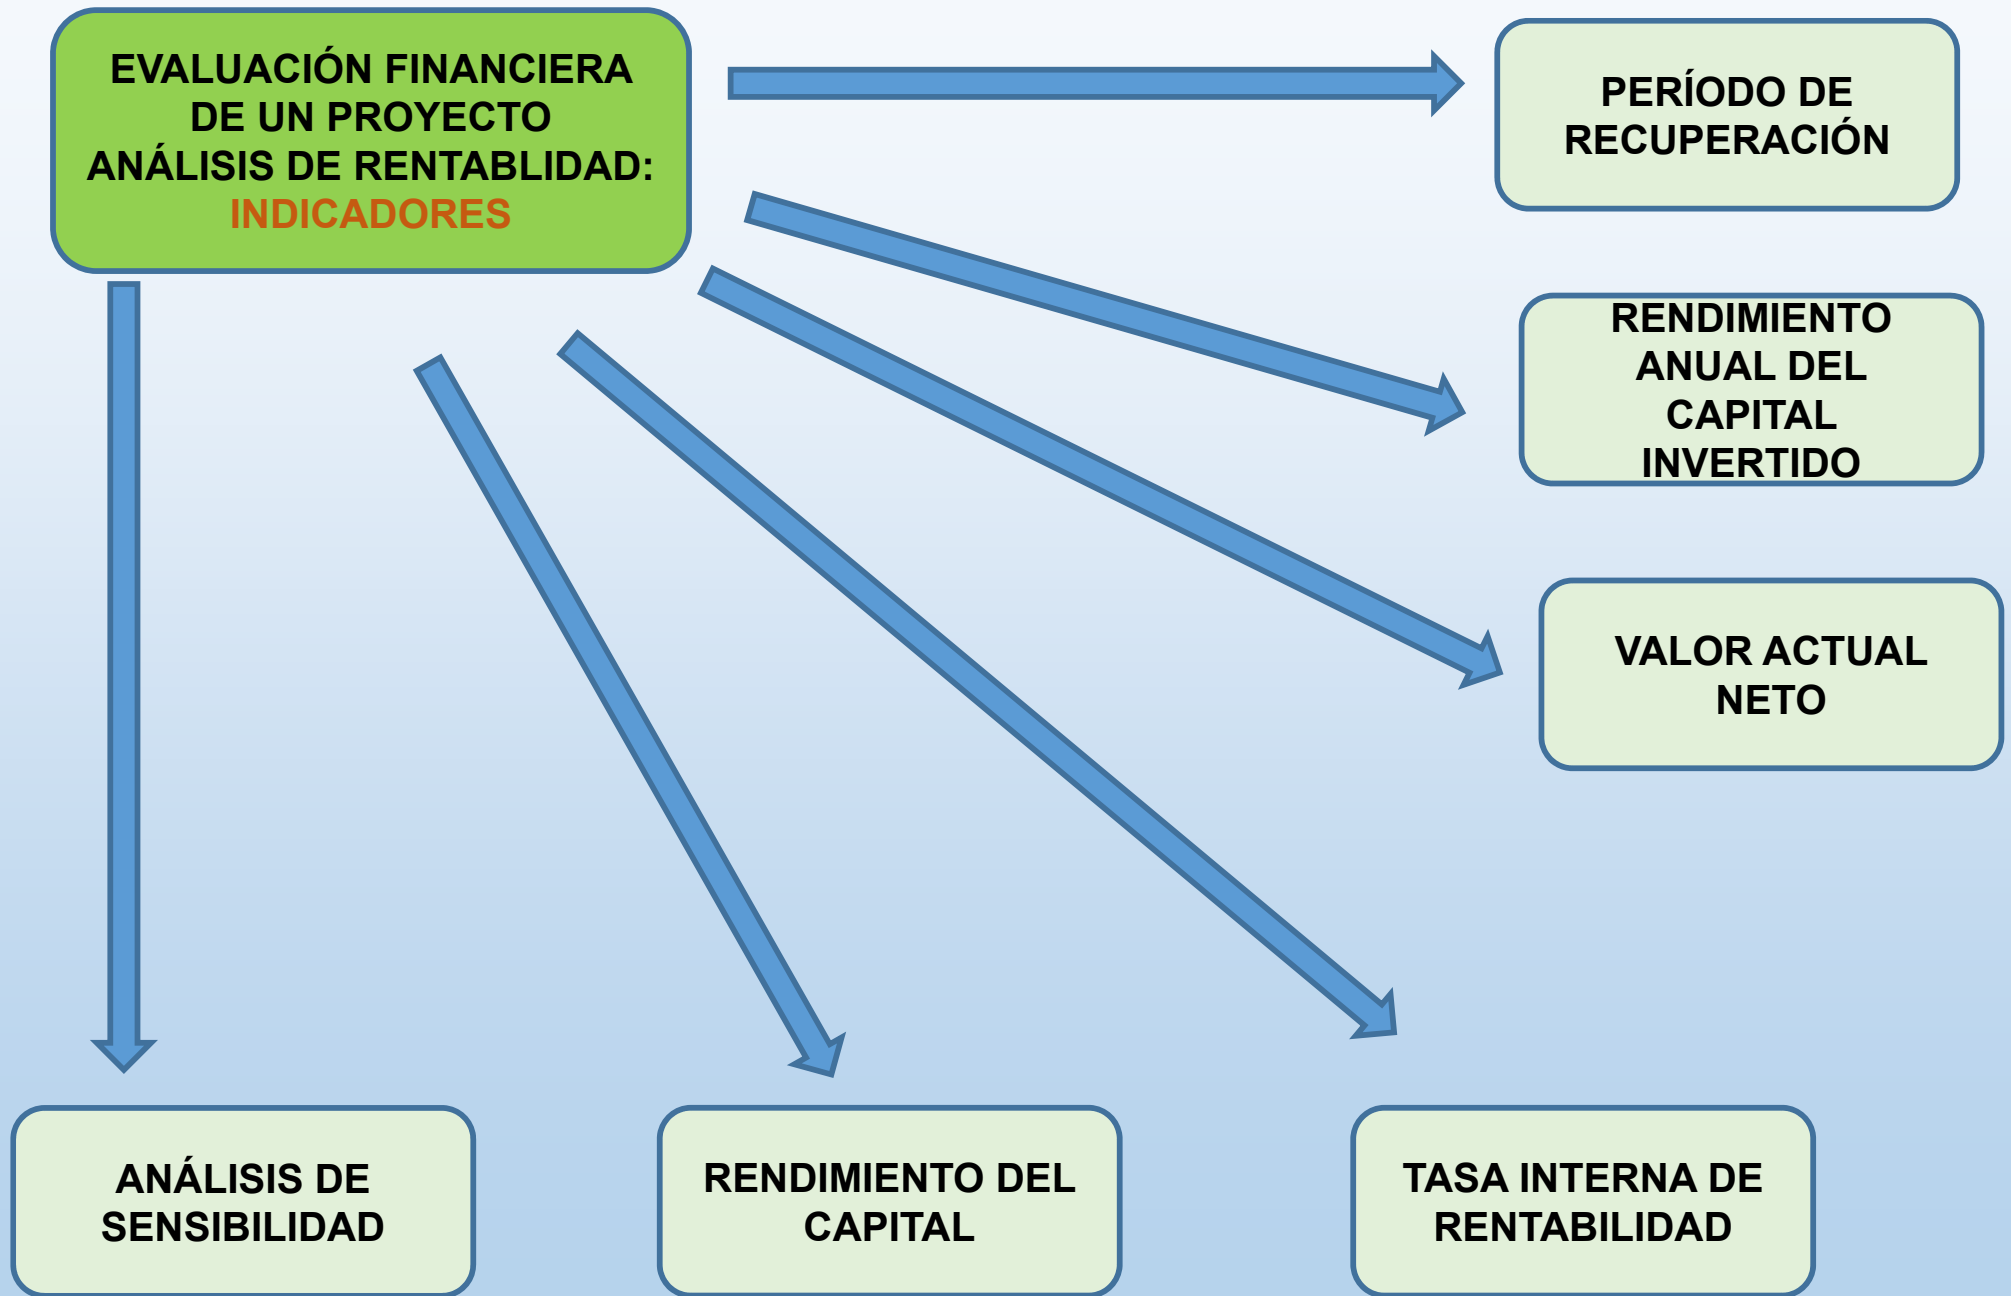 EVALUACIÓN FINANCIERA
DE UN PROYECTO
ANÁLISIS DE RENTABLIDAD:
INDICADORES
PERÍODO DE
RECUPERACIÓN
RENDIMIENTO
ANUAL DEL
CAPITAL
INVERTIDO
VALOR ACTUAL
NETO
ANÁLISIS DE
SENSIBILIDAD
RENDIMIENTO DEL
CAPITAL
TASA INTERNA DE
RENTABILIDAD